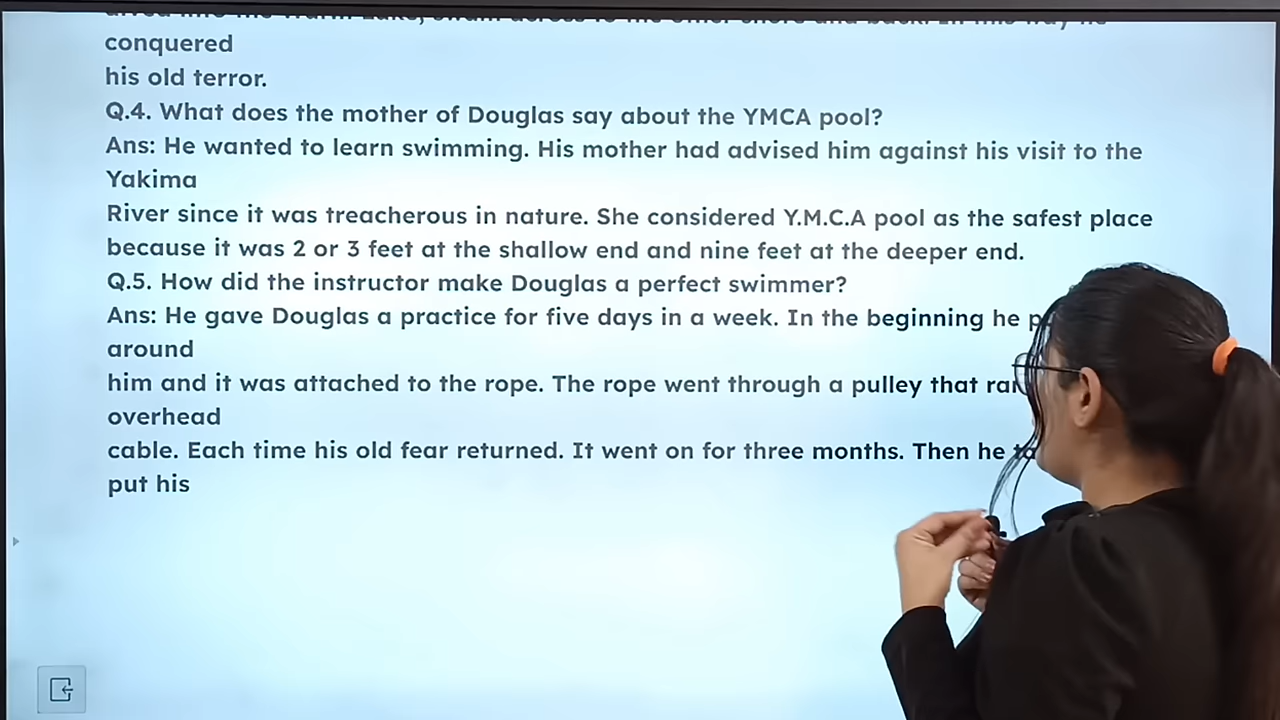 conquered
his old terror.
Q.4. What does the mother of Douglas say about the YMCA pool?
Ans: He wanted to learn swimming. His mother had advised him against his visit to the
Yakima
River since it was treacherous in nature. She considered Y.M.C.A pool as the safest place
because it was 2 or 3 feet at the shallow end and nine feet at the deeper end.
Q.5. How did the instructor make Douglas a perfect swimmer?
Ans: He gave Douglas a practice for five days in a week. In the beginning he
around
him and it was attached to the rope. The rope went through a pulley that
overhead
cable. Each time his old fear returned. It went on for three months. Then he
put his